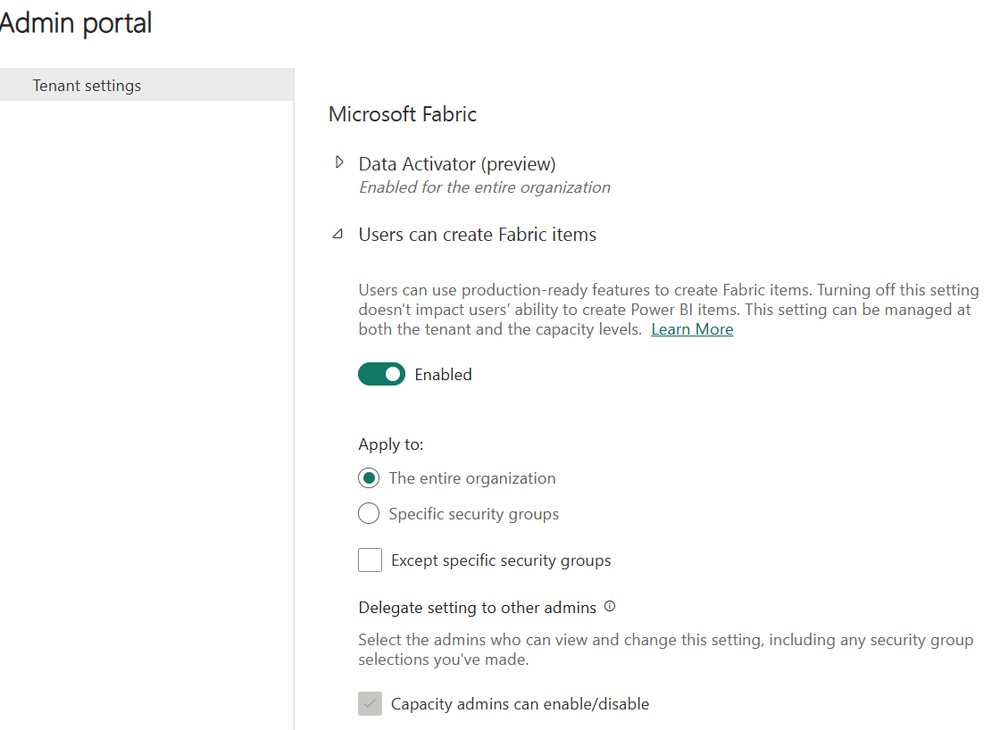 Admin portal
Tenant settings
Microsoft Fabric
Data Activator (preview)
Enabled for the entire organization
Users can create Fabric items
Users can use production-ready features to create Fabric items. Turning off this setting
doesn't impact users’ ability to create Power BI items. This setting can be managed at
both the tenant and the capacity levels. Learn More
Enabled
Apply to:
The entire organization
Specific security groups
Except specific security groups
Delegate setting to other admins
Select the admins who can view and change this setting, including any security group
selections you've made.
Capacity admins can enable/disable